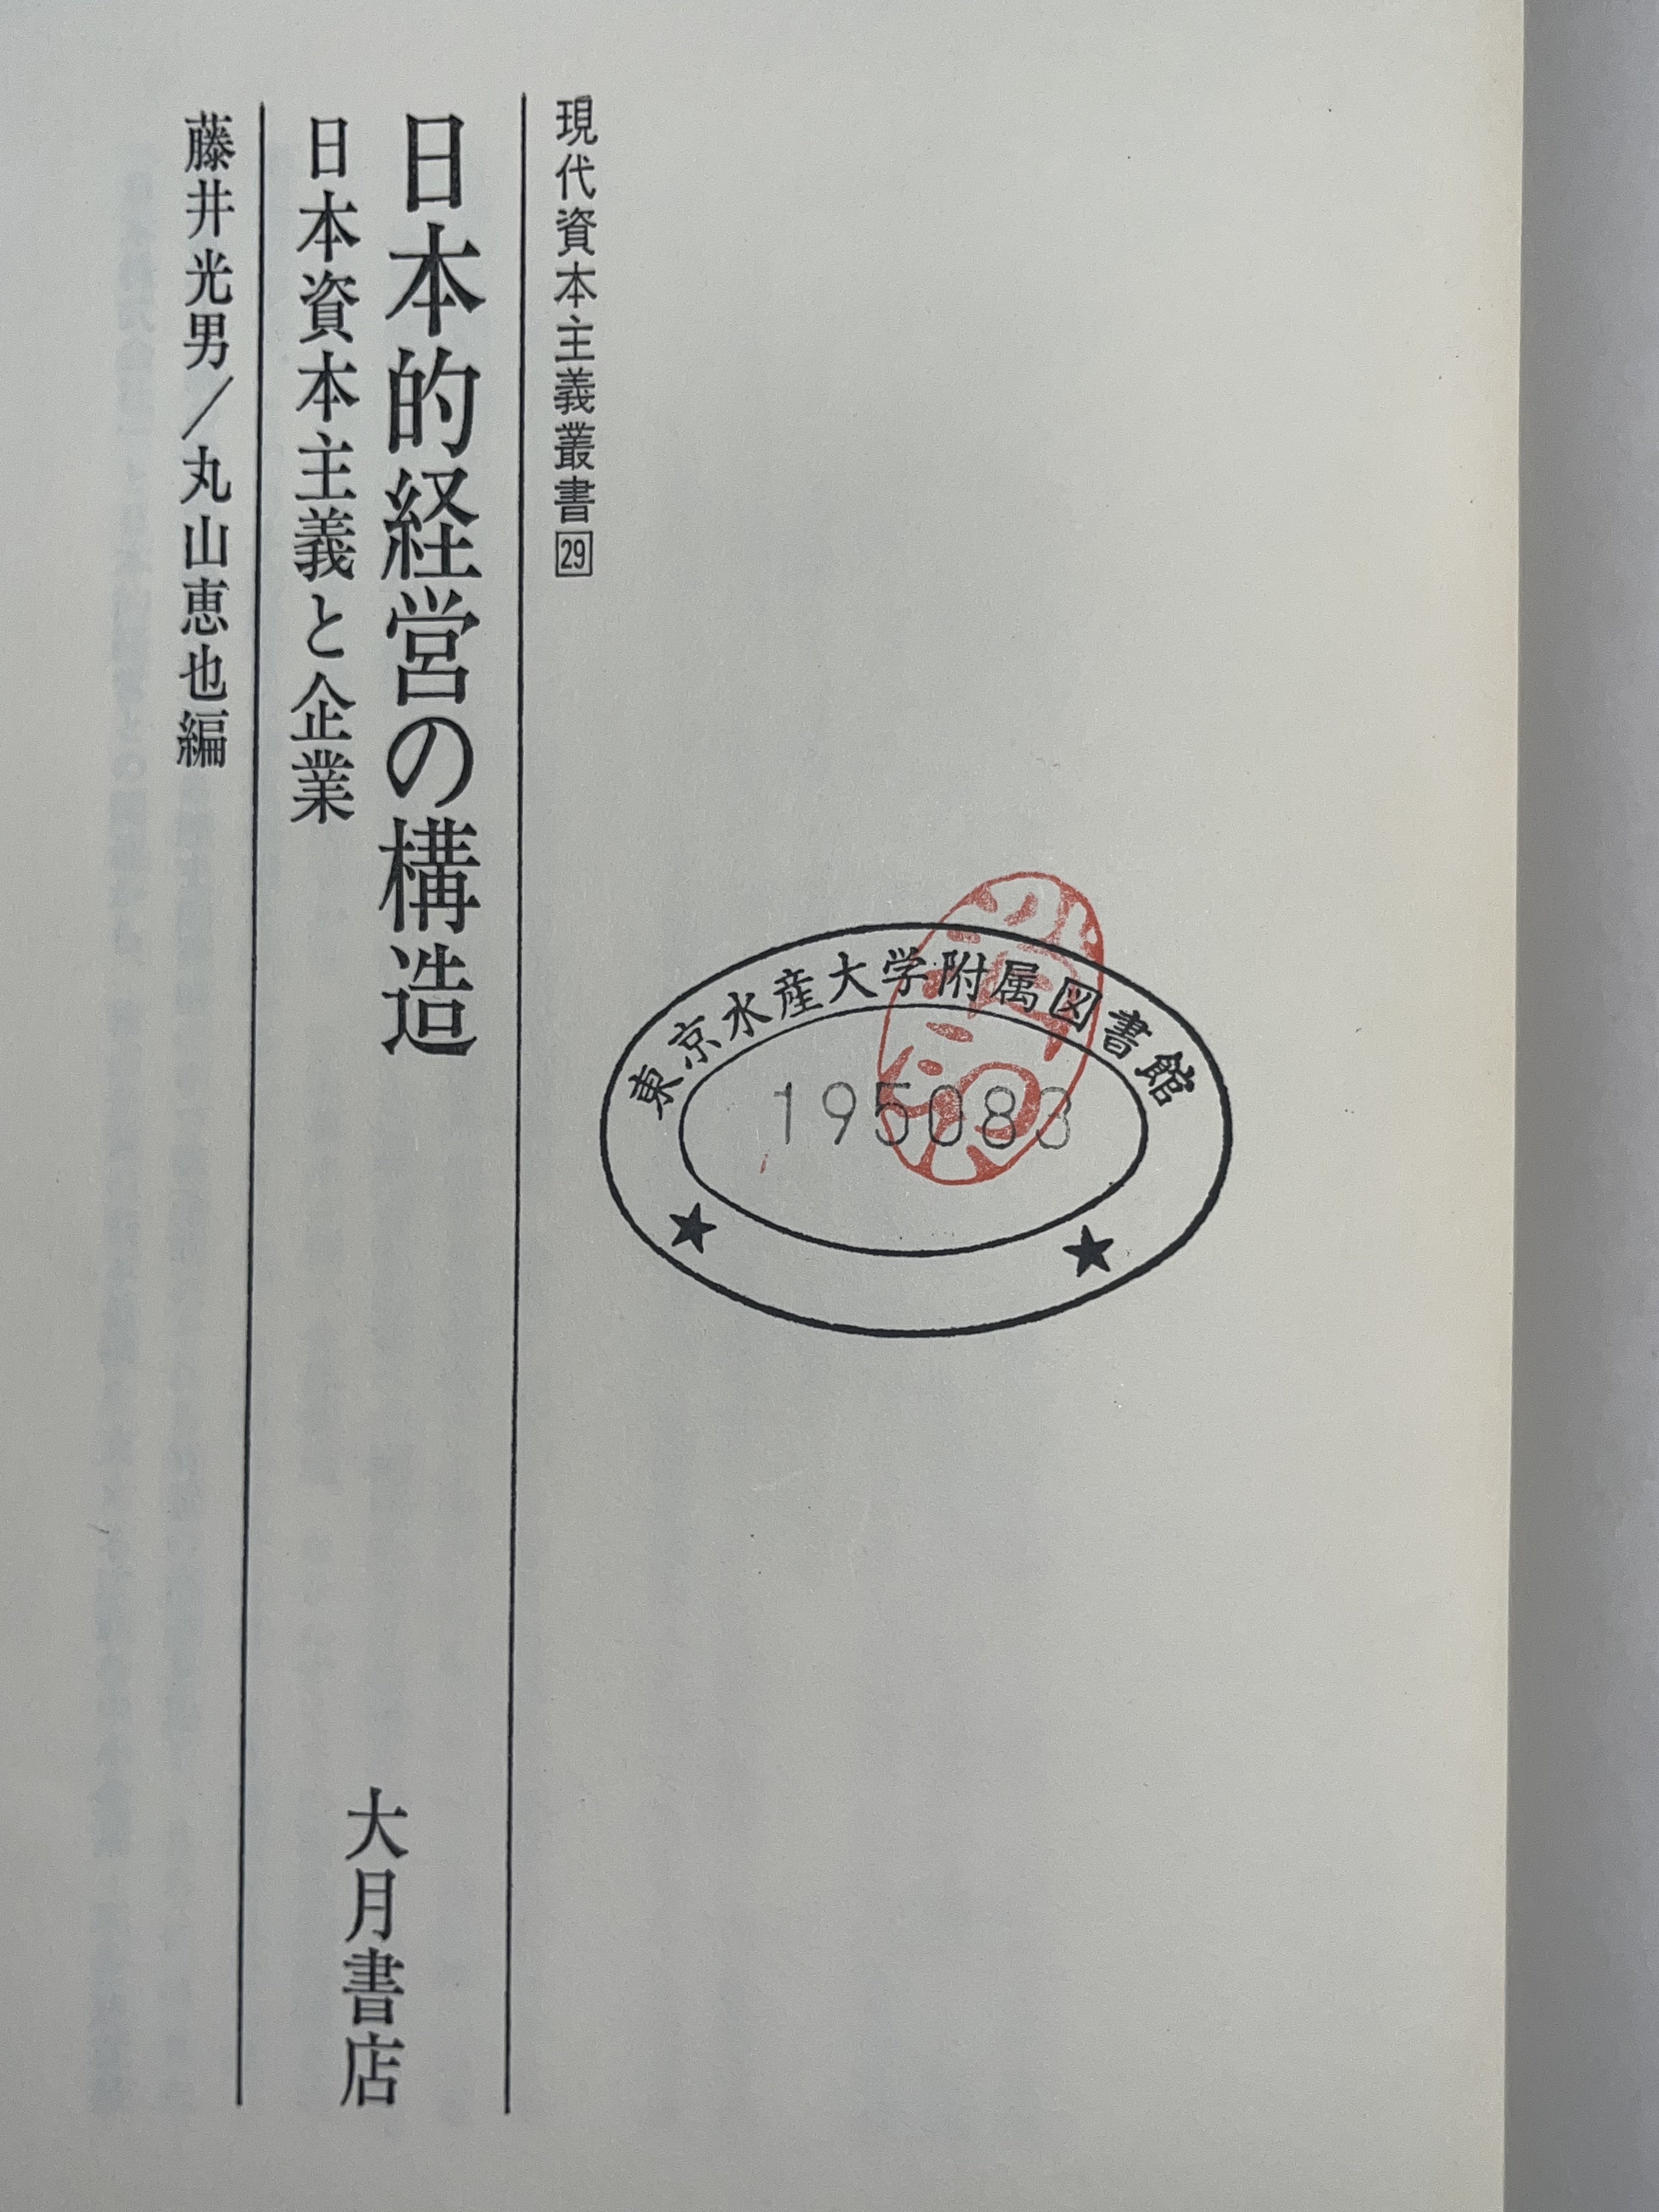 現代資本主義叢書29
日本的経営の構造
日本資本主義と企業
藤井光男／丸山恵也編
大月書店
東京水産大学附属図書館
195083